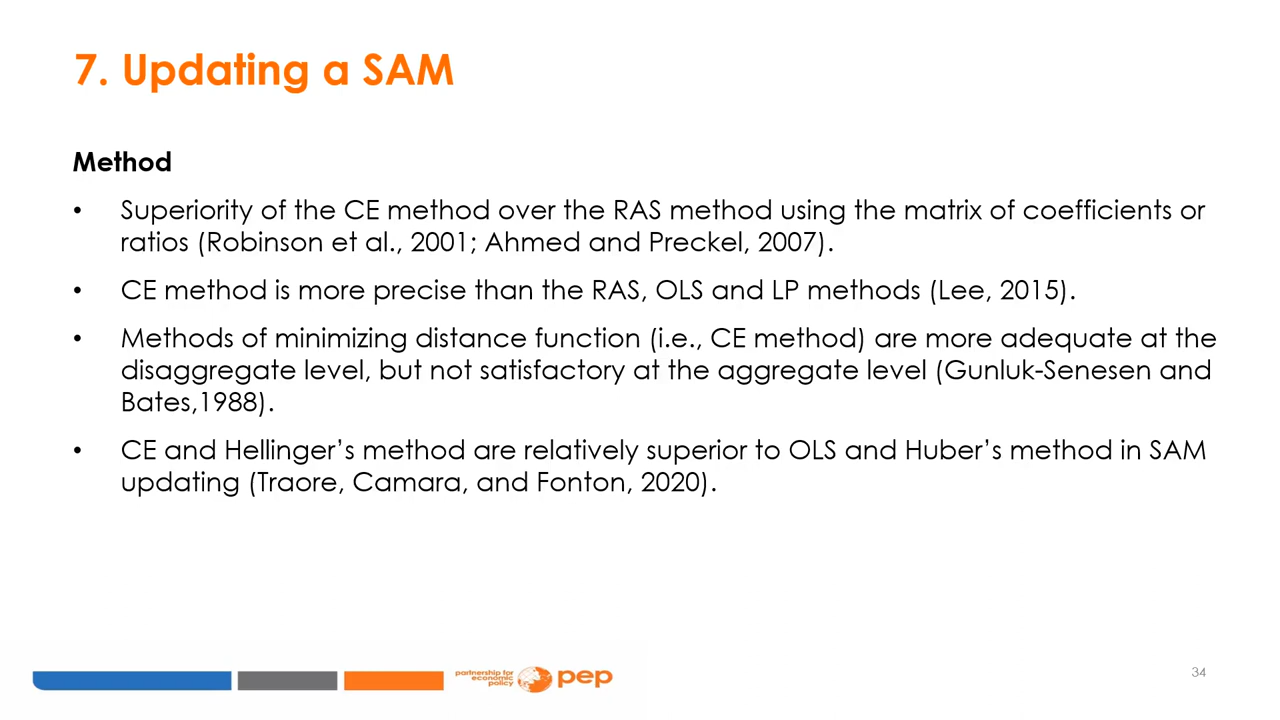 7. Updating a SAM
Method
• Superiority of the CE method over the RAS method using the matrix of coefficients or
ratios (Robinson et al., 2001; Ahmed and Preckel, 2007).
• CE method is more precise than the RAS, OLS and LP methods (Lee, 2015).
• Methods of minimizing distance function (i.e., CE method) are more adequate at the
disaggregate level, but not satisfactory at the aggregate level (Gunluk-Senesen and
Bates,1988).
• CE and Hellinger’s method are relatively superior to OLS and Huber’s method in SAM
updating (Traore, Camara, and Fonton, 2020).
partnership for
economic
policy
pep
34